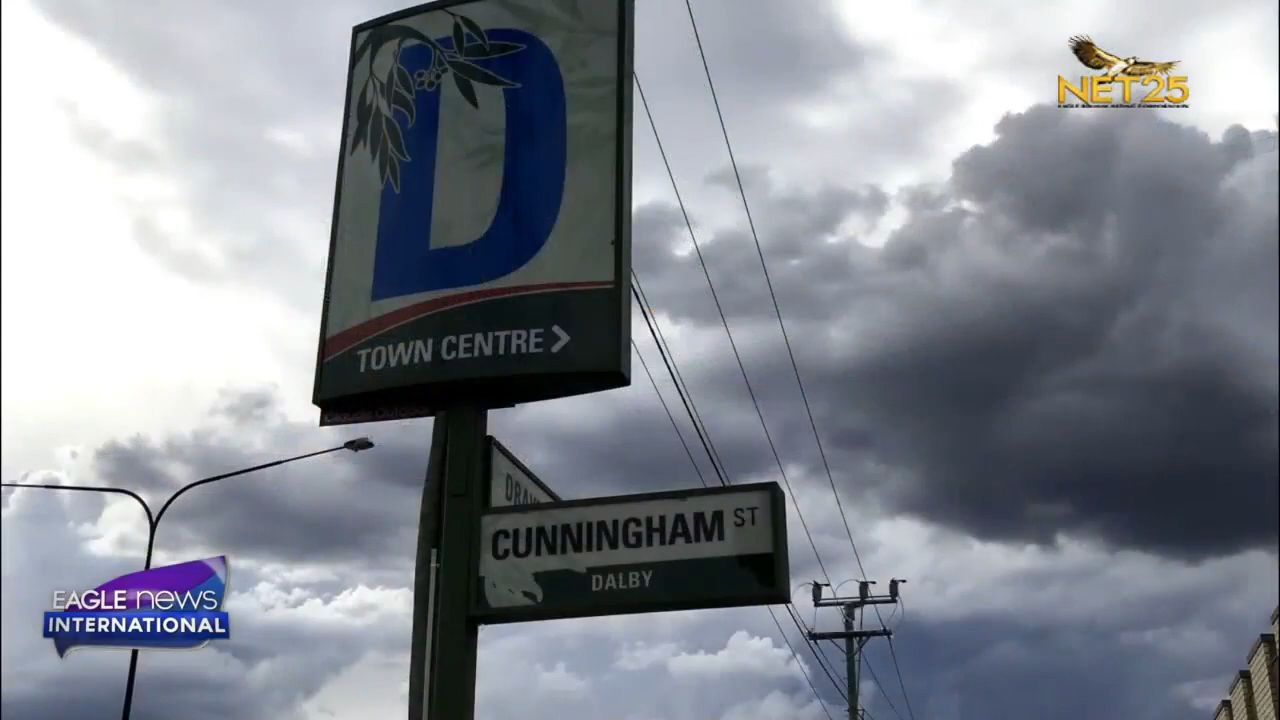 D
NET25
TOWN CENTRE >
CUNNINGHAM ST
DALBY
EAGLE NEWS
INTERNATIONAL